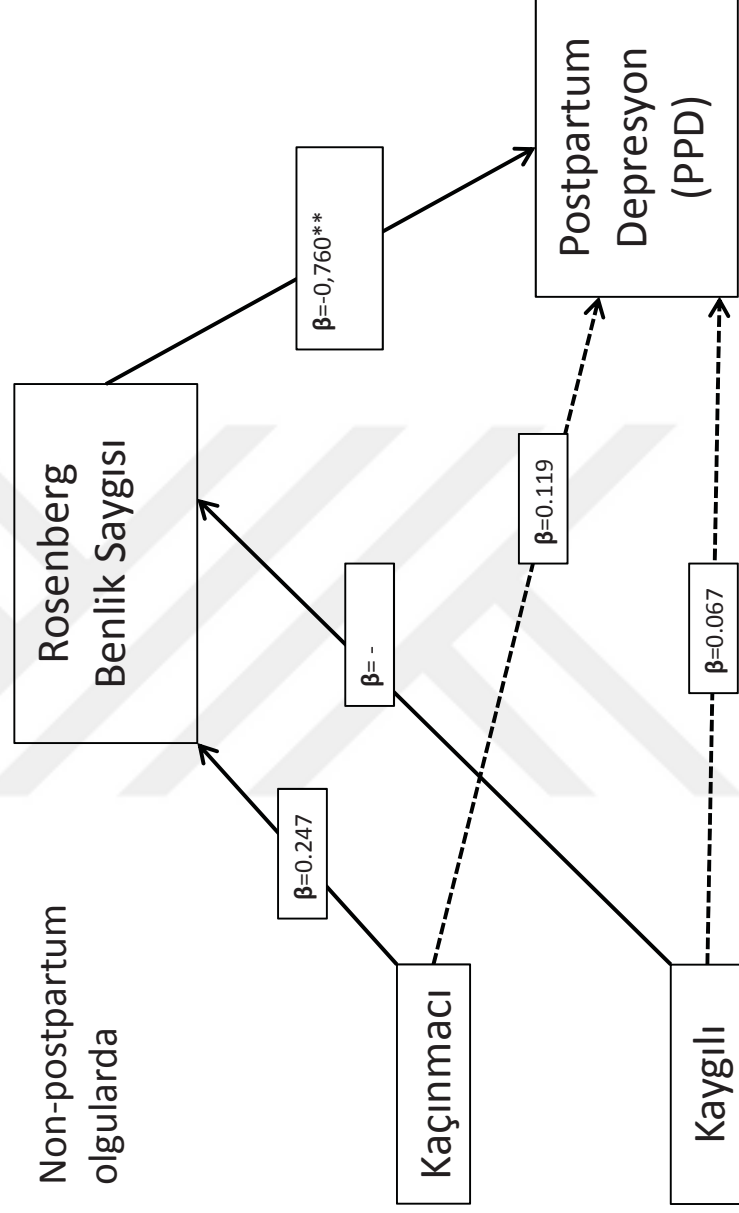 Non-postpartum
olgularda
Rosenberg
Benlik Saygısı
β=0.247
β= -
β=-0,760**
Kaçınmacı
β=0.119
Postpartum
Depresyon
(PPD)
Kaygılı
β=0.067